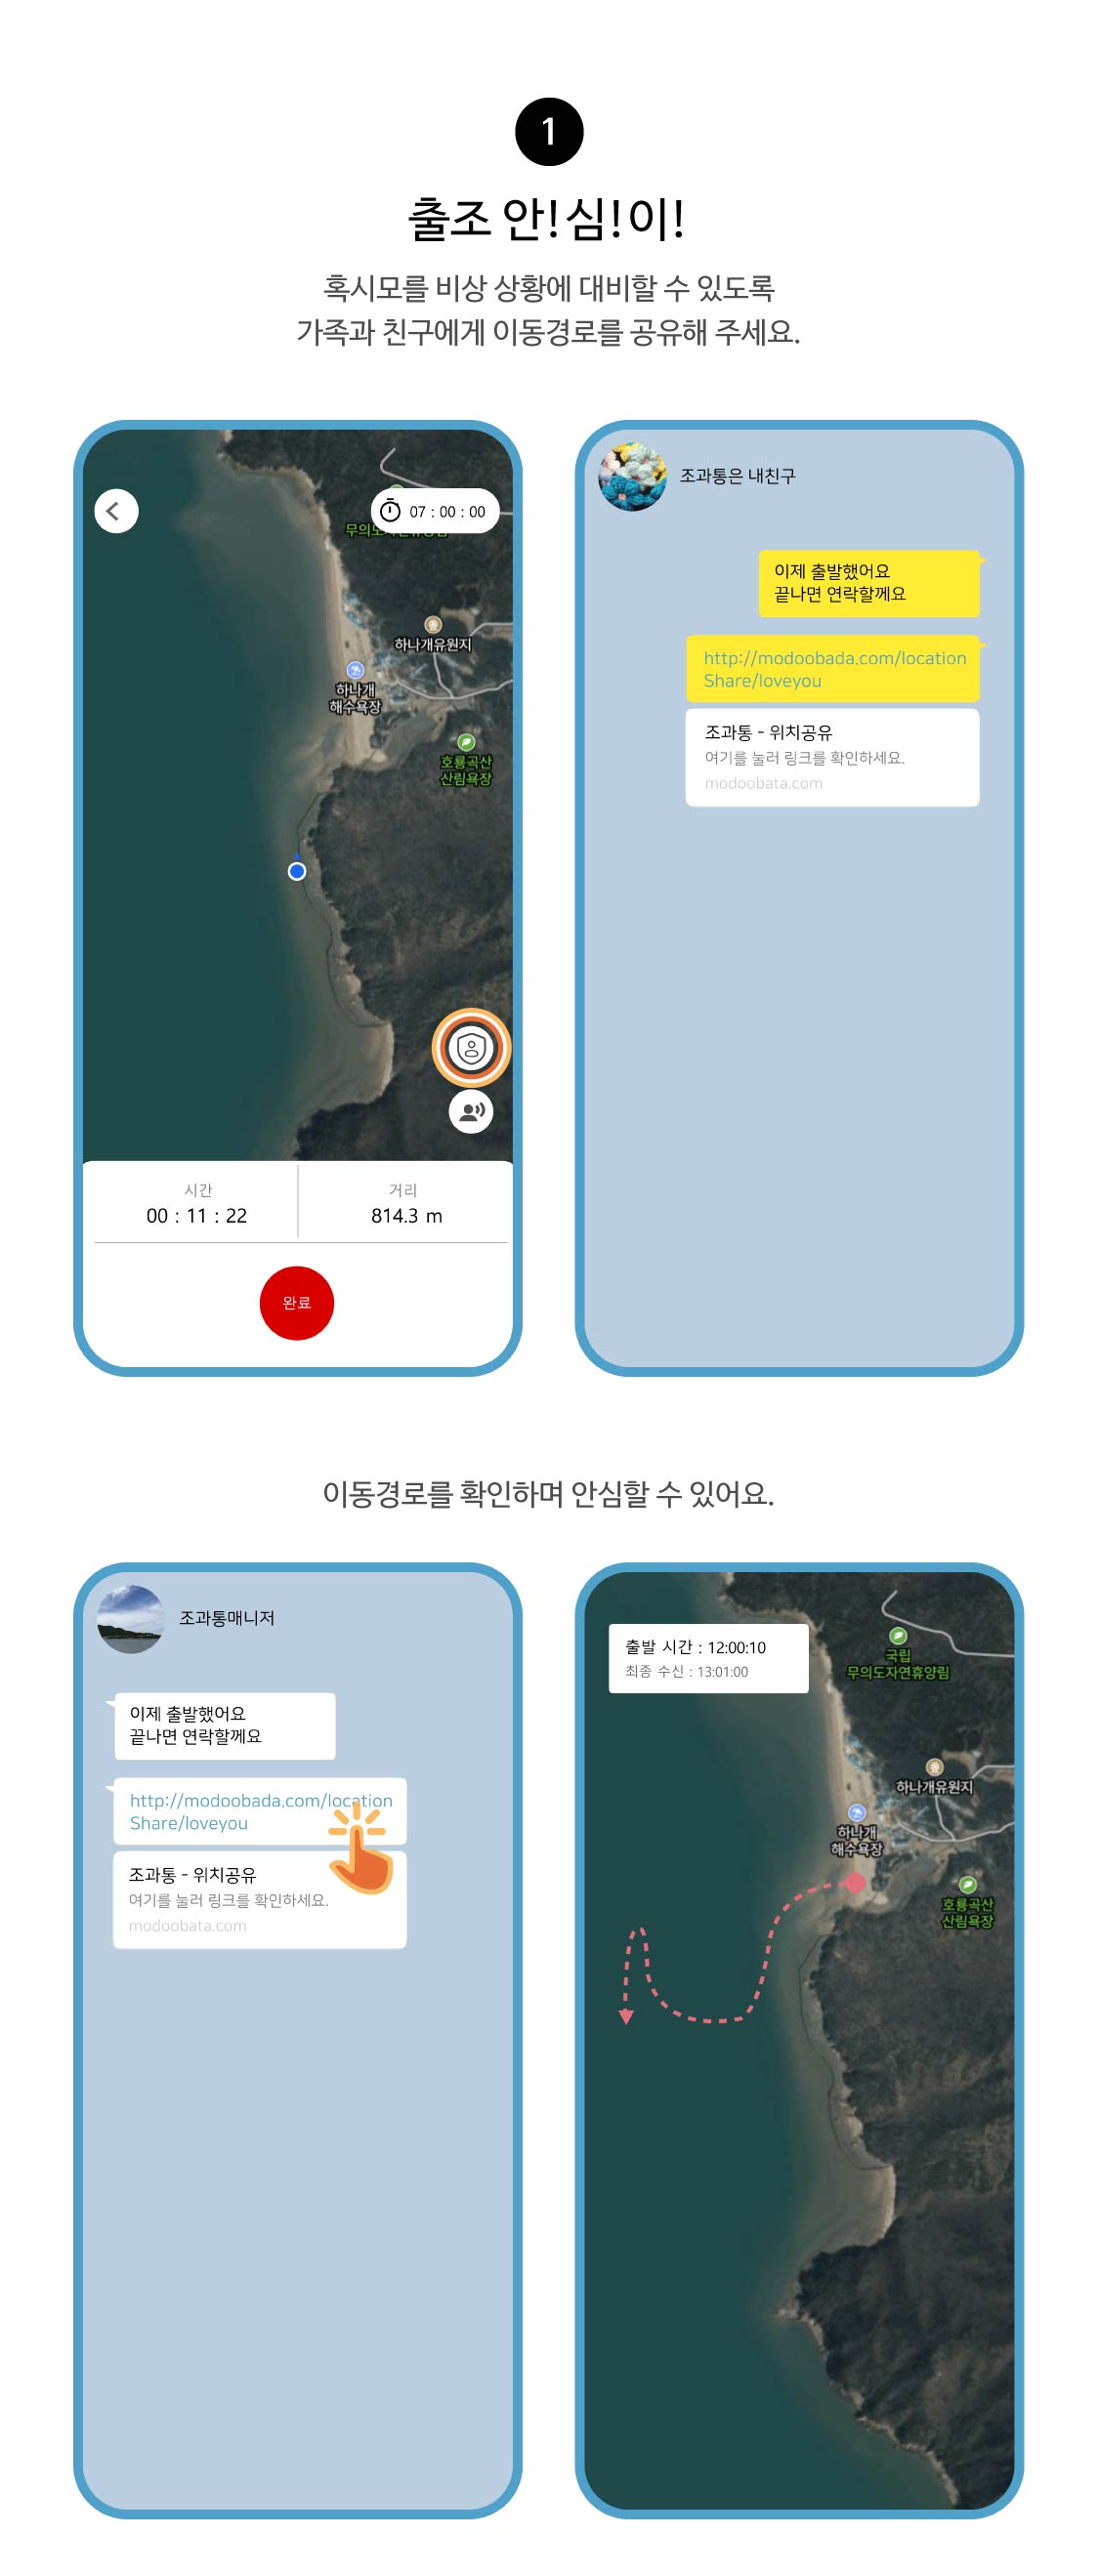 1
출조 안!심!이!
혹시모를 비상 상황에 대비할 수 있도록
가족과 친구에게 이동경로를 공유해 주세요.
07 : 00 : 00
하나개유원지
하나개
해수욕장
호룡곡산
산림욕장
시간
00 : 11 : 22
거리
814.3 m
완료
조과통은 내친구
이제 출발했어요
끝나면 연락할께요
http://modoobada.com/location
Share/loveyou
조과통 - 위치공유
여기를 눌러 링크를 확인하세요.
modoobata.com
이동경로를 확인하며 안심할 수 있어요.
조과통매니저
이제 출발했어요
끝나면 연락할께요
http://modoobada.com/location
Share/loveyou
조과통 - 위치공유
여기를 눌러 링크를 확인하세요.
modoobata.com
출발 시간 : 12:00:10
최종 수신 : 13:01:00
국립
무의도자연휴양림
하나개유원지
하나개
해수욕장
호룡곡산
산림욕장